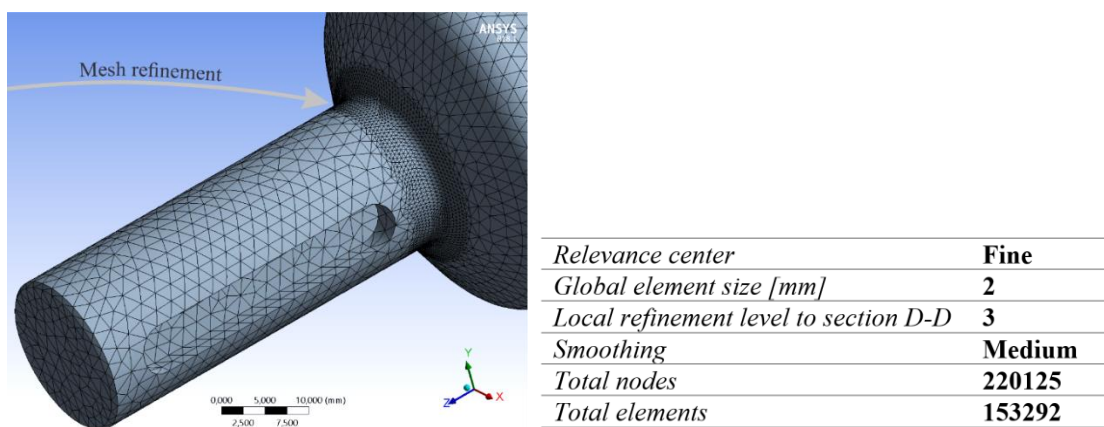 ANSYS
Mesh refinement
0,000 5,000 10,000 (mm)
2,500 7,500
Y
Z X
Relevance center Fine
Global element size [mm] 2
Local refinement level to section D-D 3
Smoothing Medium
Total nodes 220125
Total elements 153292